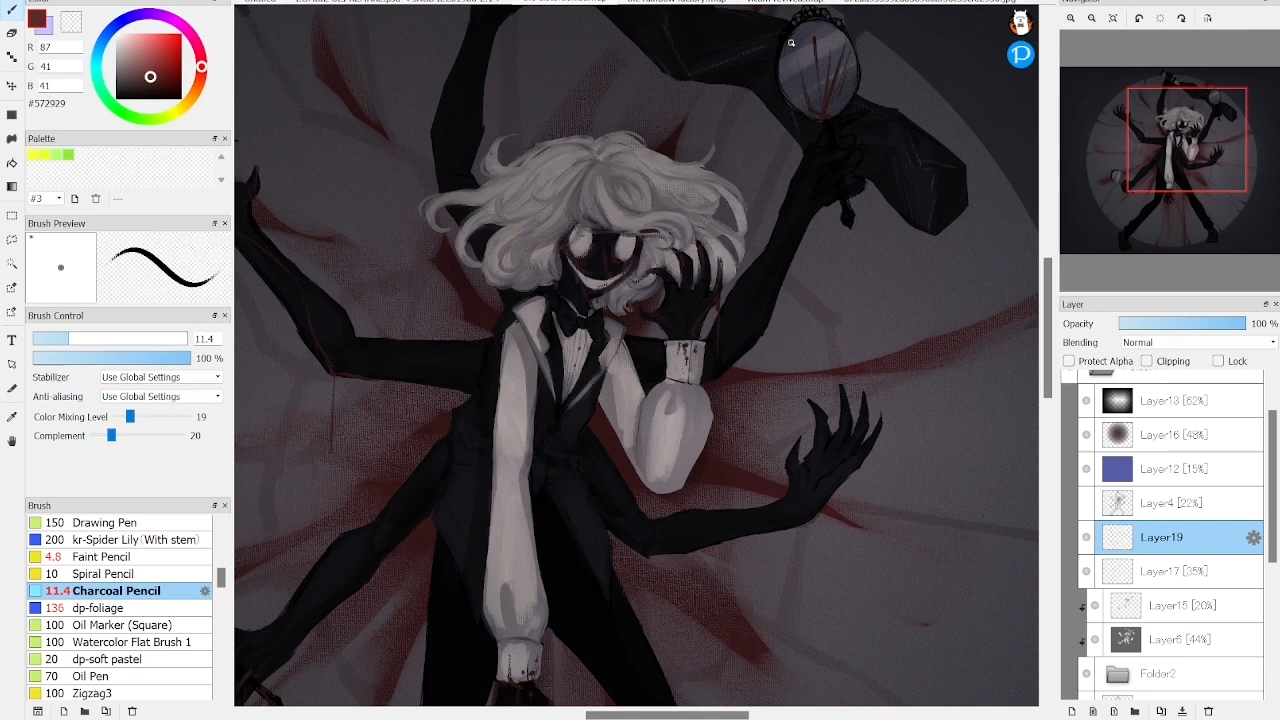 Color
Navigator
G 41
B 41
#572929
Palette
#3
Brush Preview
Brush Control
11.4
100 %
Stabilizer Use Global Settings
Anti-aliasing Use Global Settings
Color Mixing Level 19
Complement 20
Brush
150 Drawing Pen
200 kr-Spider Lily (With stem)
4.8 Faint Pencil
10 Spiral Pencil
11.4 Charcoal Pencil
136 dp-foliage
100 Oil Marker (Square)
100 Watercolor Flat Brush 1
20 dp-soft pastel
100 Oil Pen
100 Zigzag3
Layer
Opacity 100 %
Blending Normal
Protect Alpha Clipping Lock
Layer18 [62%]
Layer16 [48%]
Layer12 [15%]
Layer4 [22%]
Layer19
Layer17 [35%]
Layer15 [20%]
Layer6 [44%]
Folder2